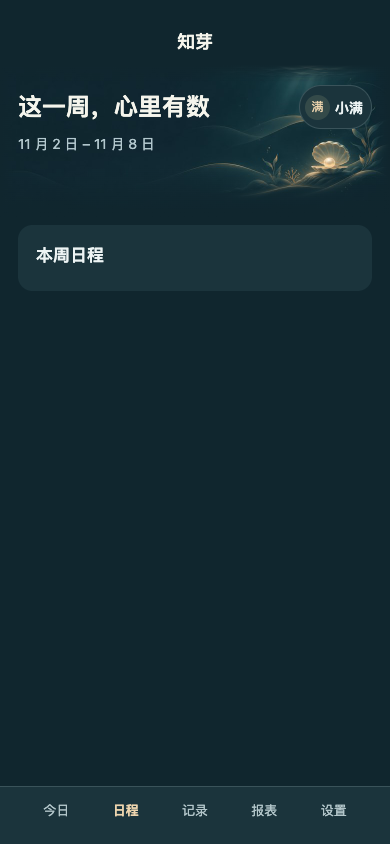 知芽
这一周，心里有数
满 小满
11 月 2 日 – 11 月 8 日
本周日程
今日 日程 记录 报表 设置